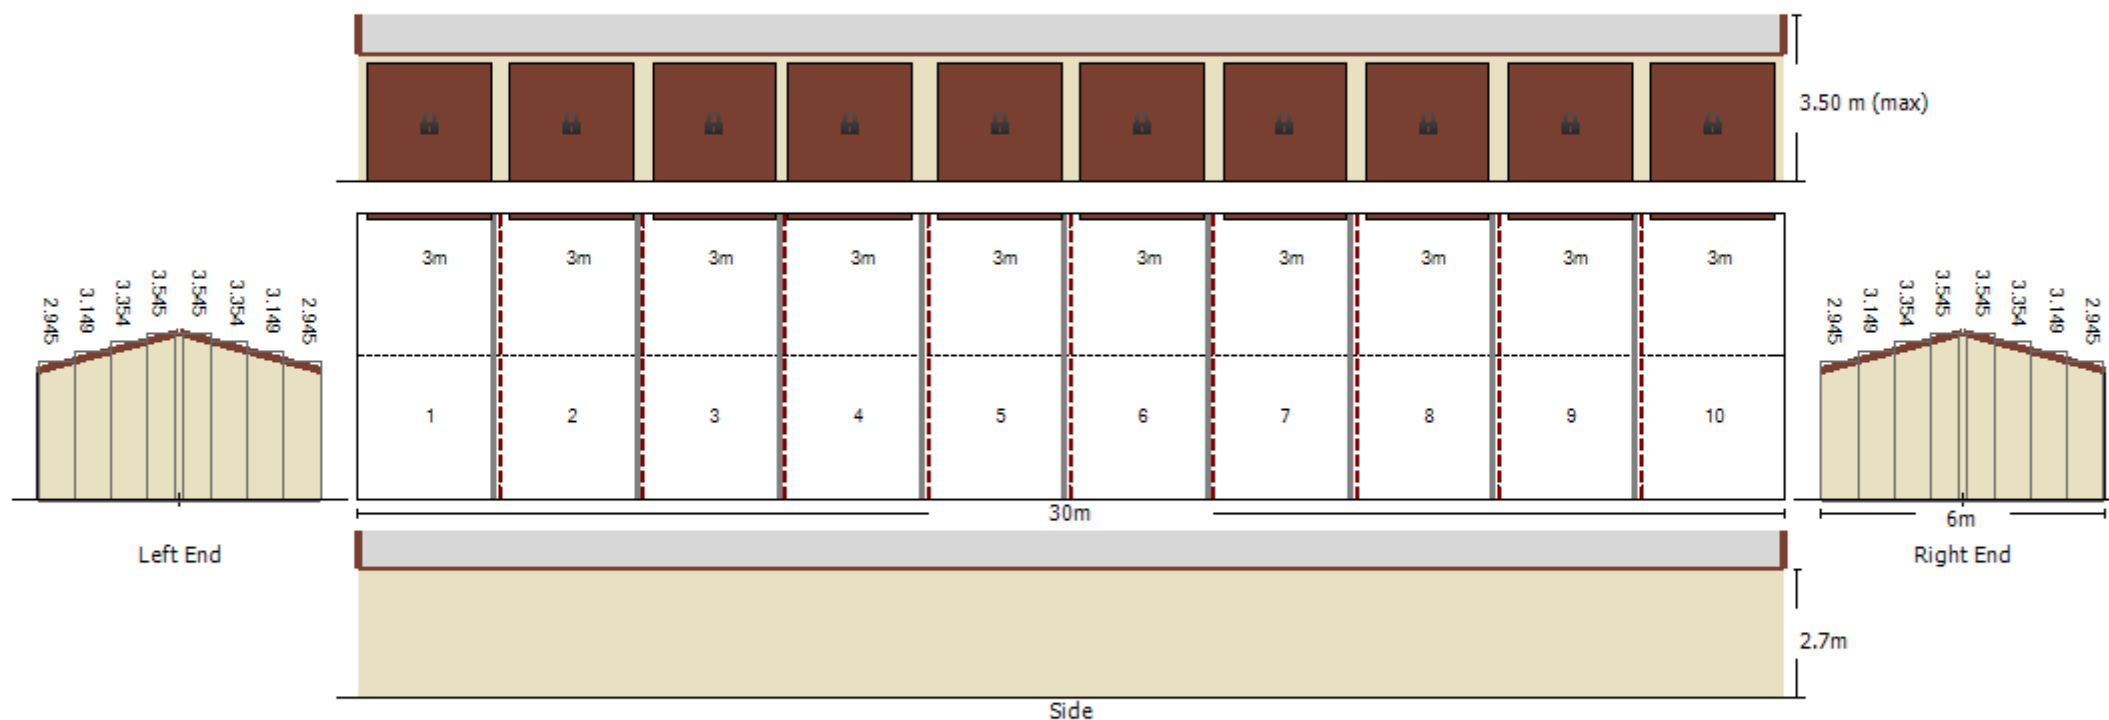 3.50 m (max)
3m 3m 3m 3m 3m 3m 3m 3m 3m 3m
2.945 3.149 3.354 3.545 3.545 3.354 3.149 2.945
2.945 3.149 3.354 3.545 3.545 3.354 3.149 2.945
1 2 3 4 5 6 7 8 9 10
30m
6m
Left End
Right End
2.7m
Side